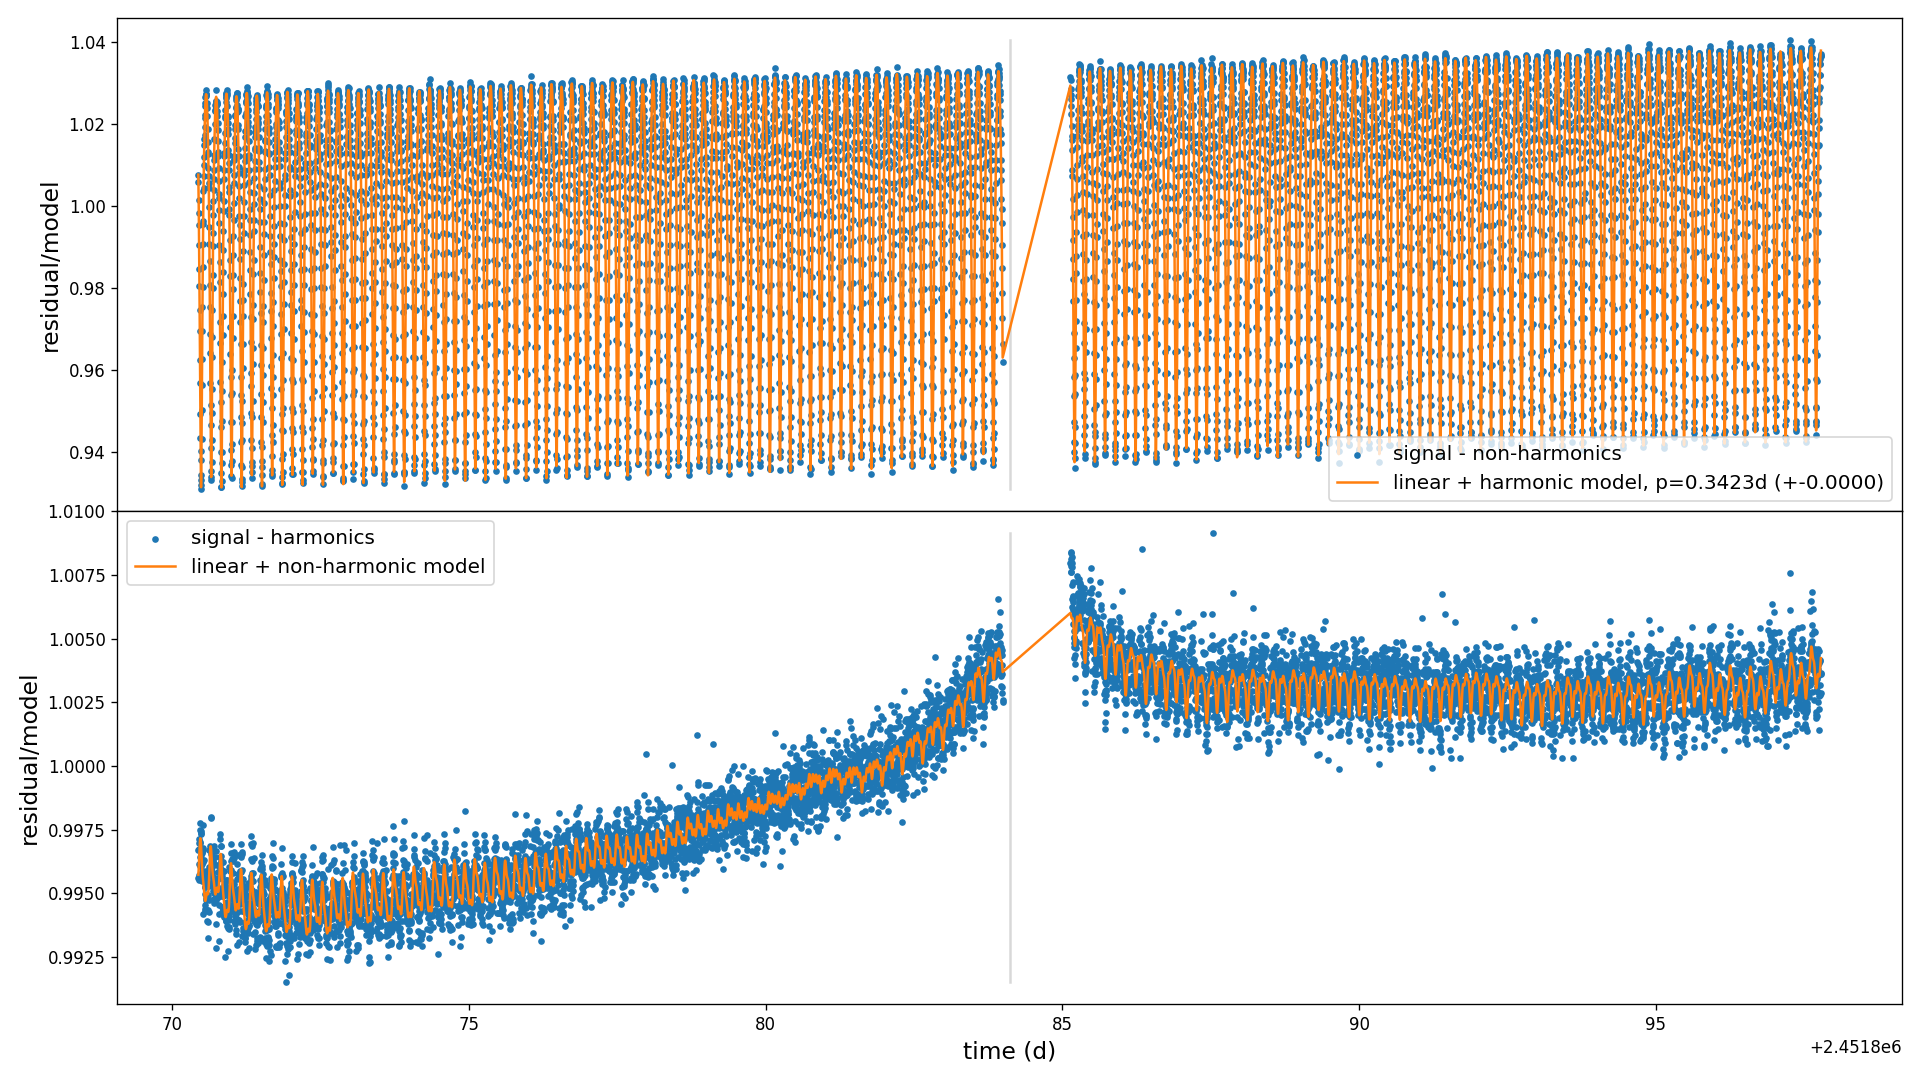 1.04
1.02
1.00
0.98
0.96
0.94
residual/model
signal - non-harmonics
linear + harmonic model, p=0.3423d (+-0.0000)
1.0100
1.0075
1.0050
1.0025
1.0000
0.9975
0.9950
0.9925
residual/model
signal - harmonics
linear + non-harmonic model
70 75 80 85 90 95
time (d)
+2.4518e6